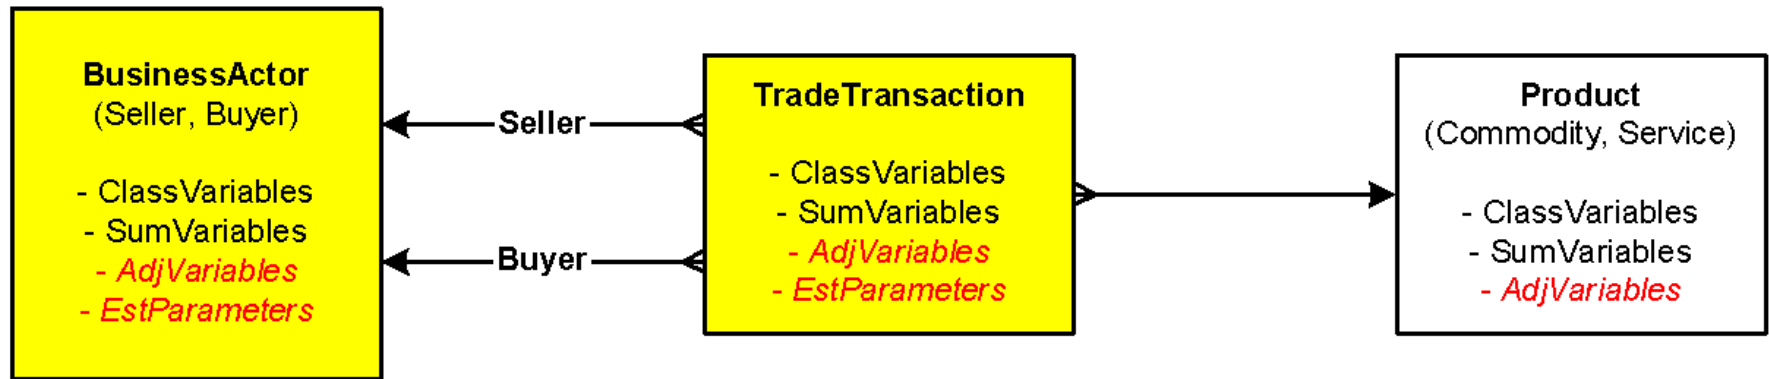 BusinessActor
(Seller, Buyer)
- ClassVariables
- SumVariables
- AdjVariables
- EstParameters
Seller
Buyer
TradeTransaction
- ClassVariables
- SumVariables
- AdjVariables
- EstParameters
Product
(Commodity, Service)
- ClassVariables
- SumVariables
- AdjVariables